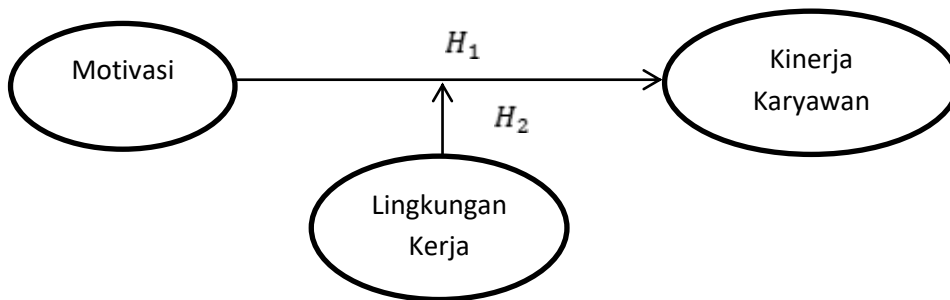 H₁
Motivasi
Kinerja
Karyawan
H₂
Lingkungan
Kerja